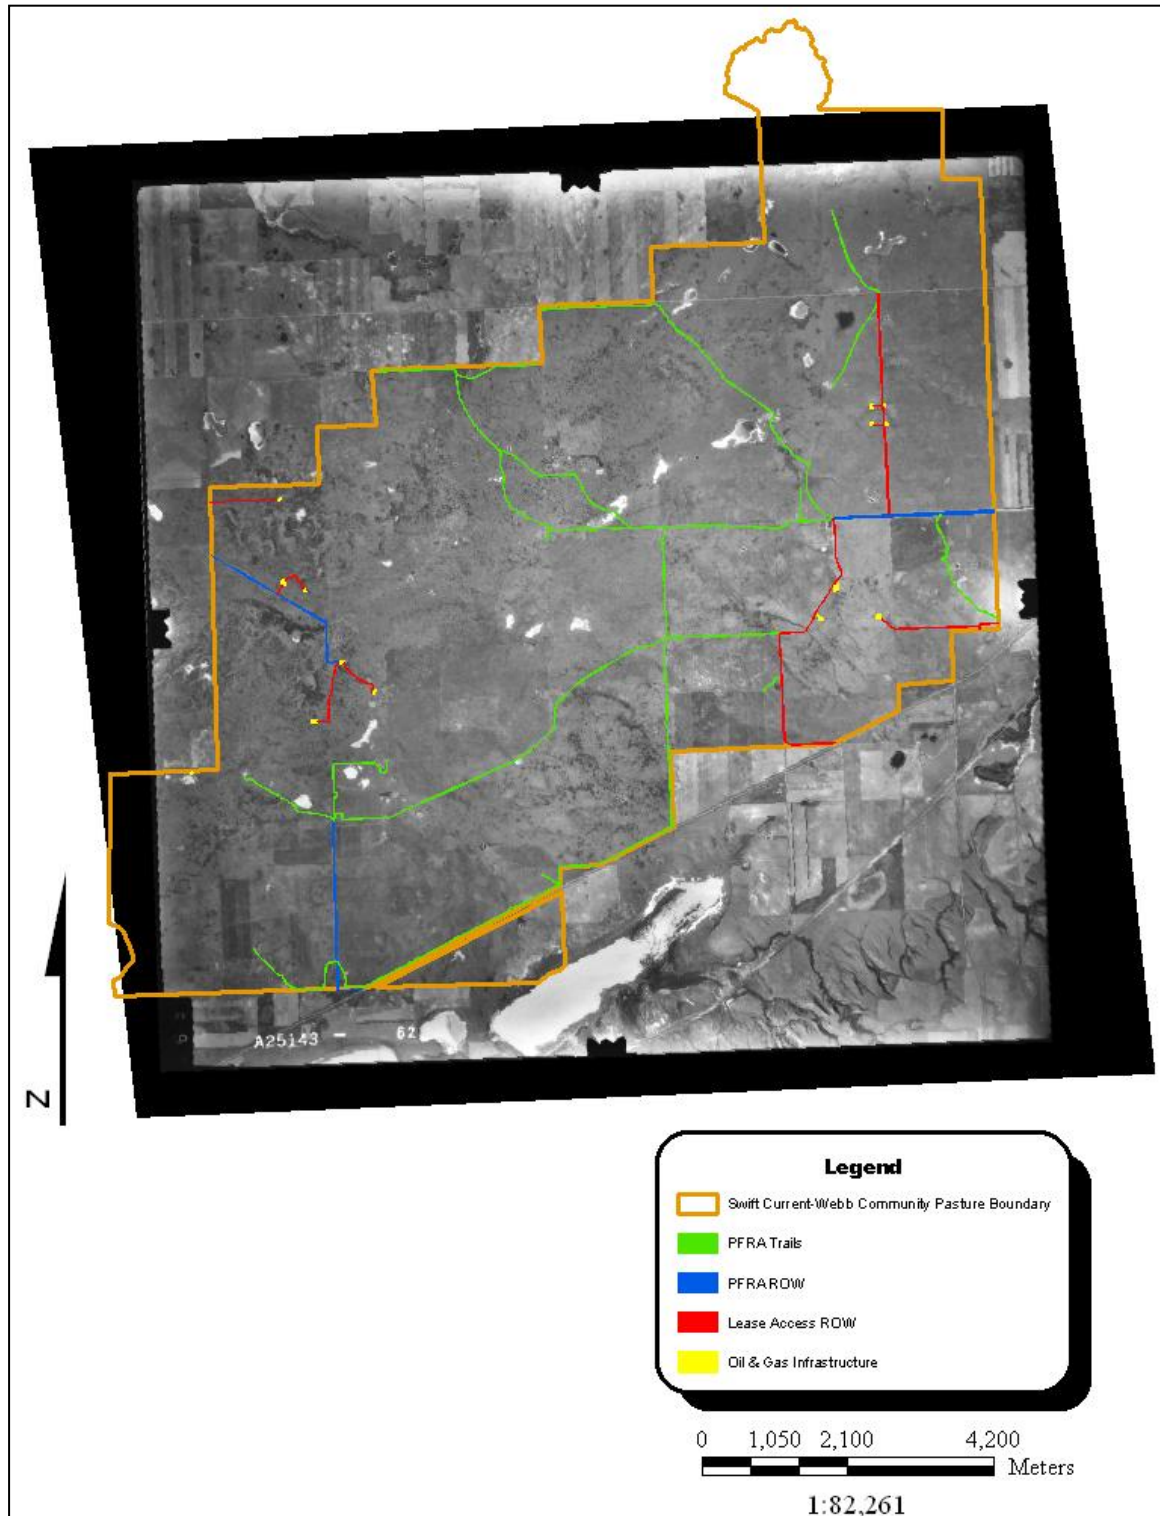 A25143 – 62
N
Legend
Swift Current-Webb Community Pasture Boundary
PFRA Trails
PFRA ROW
Lease Access ROW
Oil & Gas Infrastructure
0 1,050 2,100 4,200
Meters
1:82,261